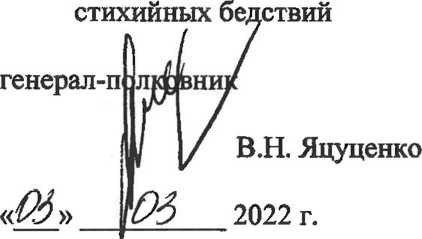 стихийных бедствий
генерал-полковник
В.Н. Яцуценко
«03» 03 2022 г.